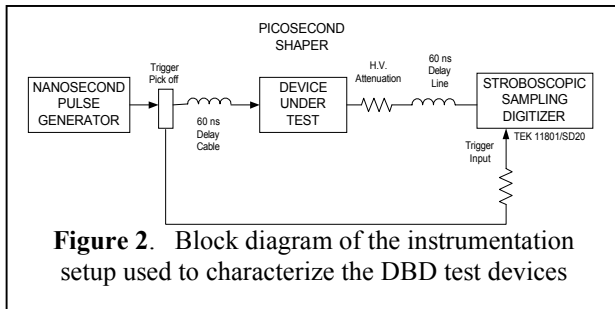 PICOSECOND
SHAPER
NANOSECOND
PULSE
GENERATOR
Trigger
Pick off
60 ns
Delay
Cable
DEVICE
UNDER
TEST
H.V.
Attenuation
60 ns
Delay
Line
STROBOSCOPIC
SAMPLING
DIGITIZER
TEK 11801/SD20
Trigger
Input
Figure 2. Block diagram of the instrumentation
setup used to characterize the DBD test devices